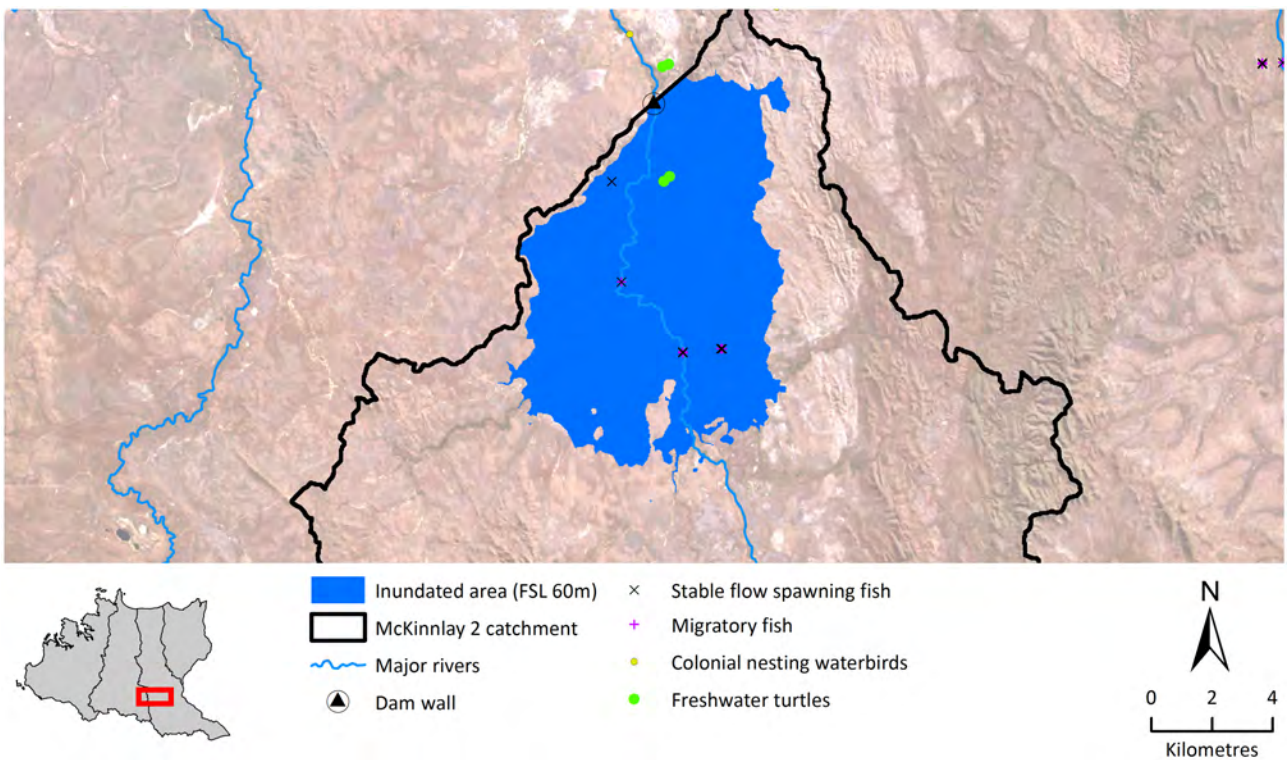 Inundated area (FSL 60m)
McKinnlay 2 catchment
Major rivers
Dam wall
Stable flow spawning fish
Migratory fish
Colonial nesting waterbirds
Freshwater turtles
N
0 2 4
Kilometres